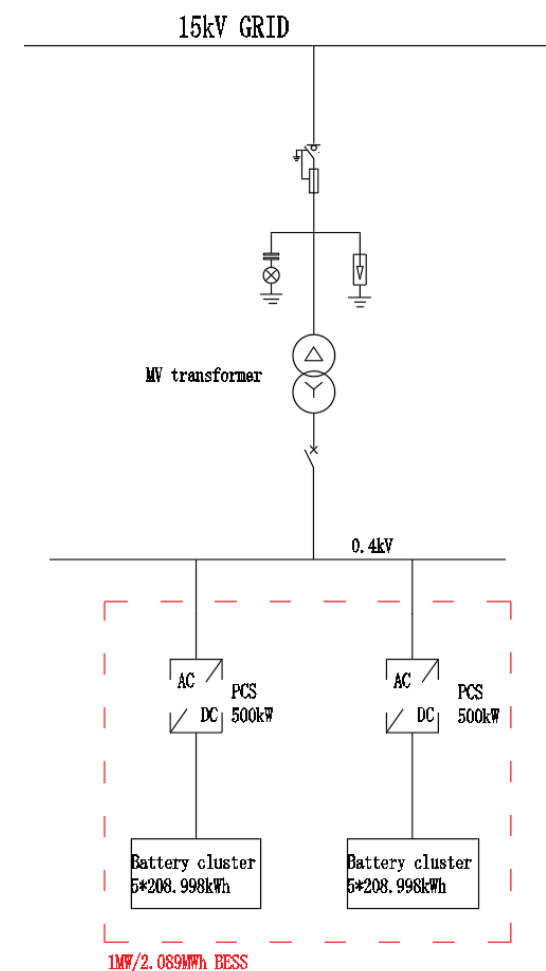 15kV GRID
MV transformer
0.4kV
AC
DC
PCS
500kW
AC
DC
PCS
500kW
Battery cluster
5*208.998kWh
Battery cluster
5*208.998kWh
1MW/2.089MWh BESS